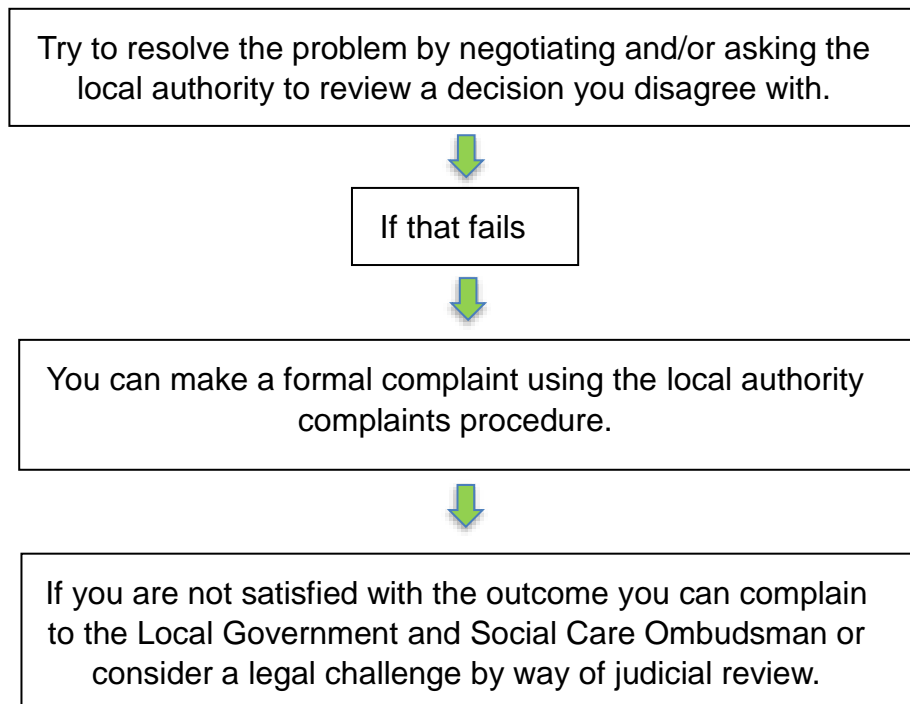 Try to resolve the problem by negotiating and/or asking the
local authority to review a decision you disagree with.
If that fails
You can make a formal complaint using the local authority
complaints procedure.
If you are not satisfied with the outcome you can complain
to the Local Government and Social Care Ombudsman or
consider a legal challenge by way of judicial review.